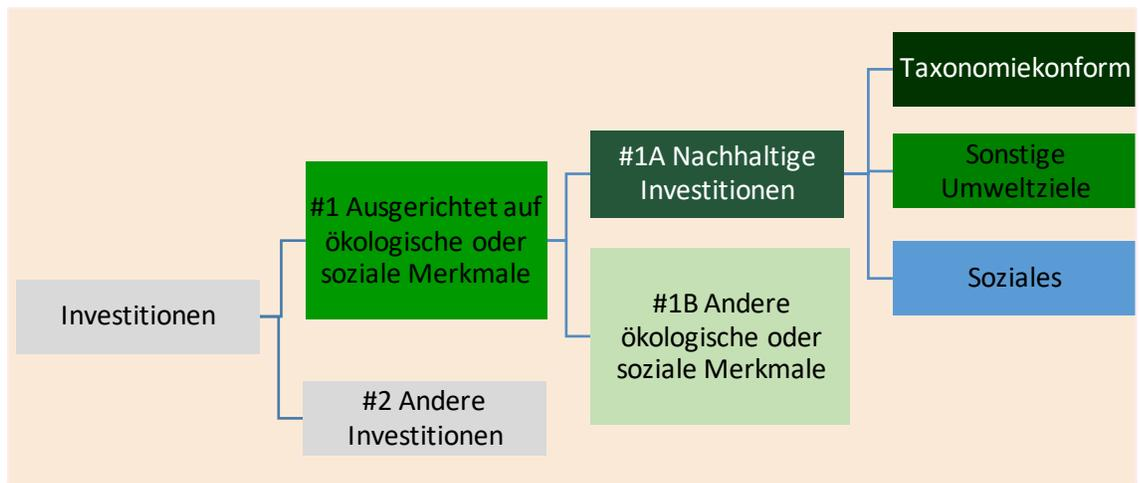 Investitionen
#1 Ausgerichtet auf
ökologische oder
soziale Merkmale
#2 Andere
Investitionen
#1A Nachhaltige
Investitionen
#1B Andere
ökologische oder
soziale Merkmale
Taxonomiekonform
Sonstige
Umweltziele
Soziales